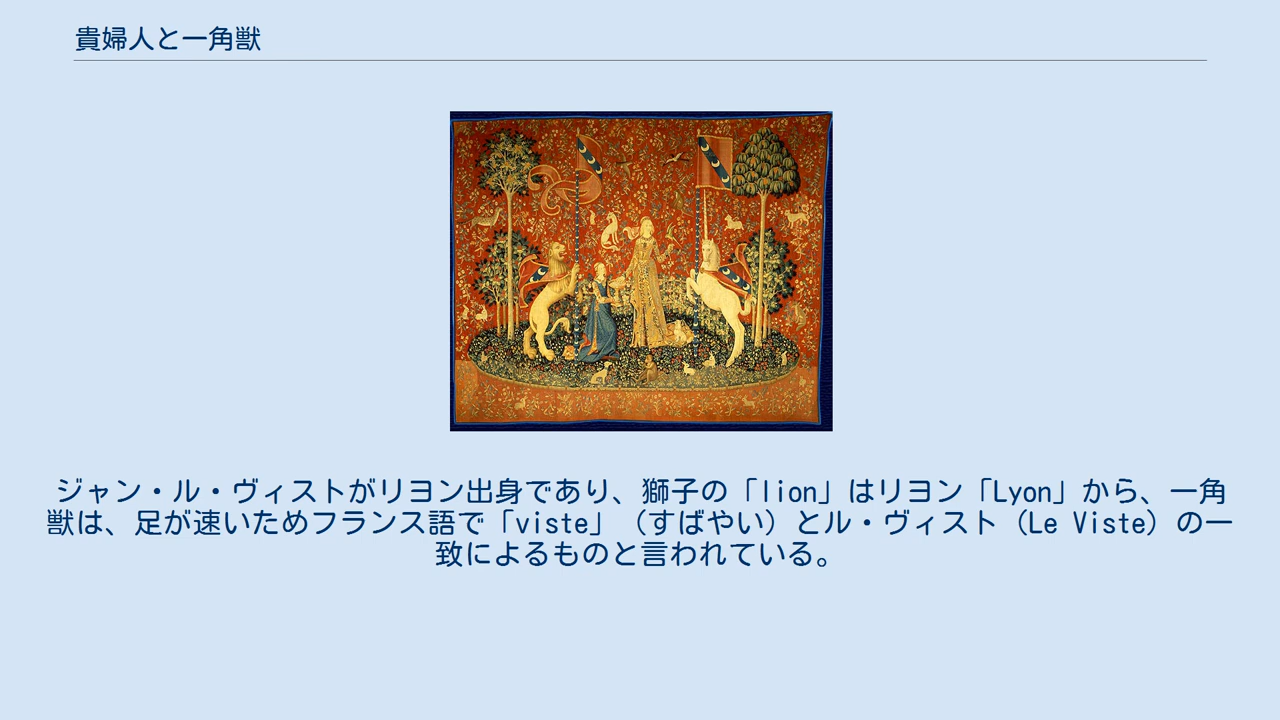 貴婦人と一角獣
ジャン・ル・ヴィストがリヨン出身であり、獅子の「lion」はリヨン「Lyon」から、一角
獣は、足が速いためフランス語で「viste」（すばやい）とル・ヴィスト（Le Viste）の一
致によるものと言われている。